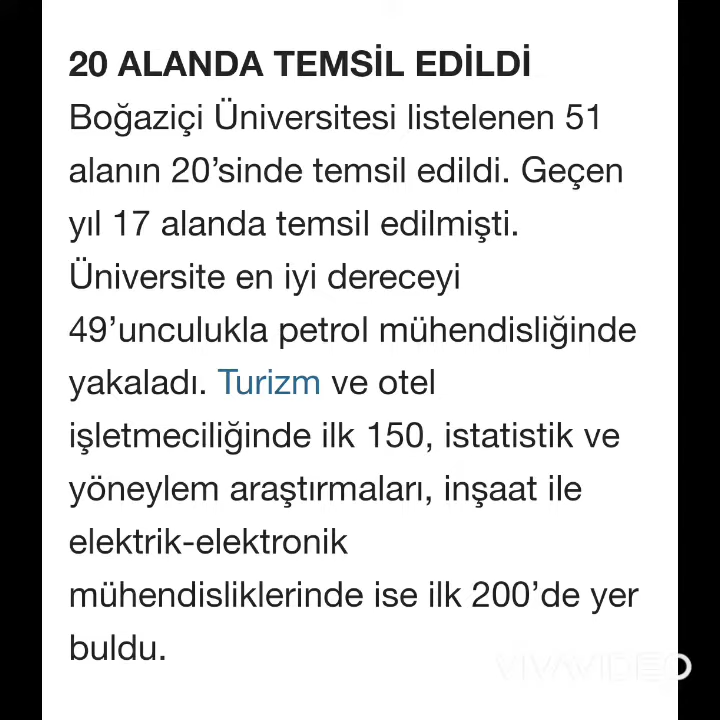 20 ALANDA TEMSİL EDİLDİ
Boğaziçi Üniversitesi listelenen 51
alanın 20’sinde temsil edildi. Geçen
yıl 17 alanda temsil edilmişti.
Üniversite en iyi dereceyi
49’unculukla petrol mühendisliğinde
yakaladı. Turizm ve otel
işletmeciliğinde ilk 150, istatistik ve
yöneylem araştırmaları, inşaat ile
elektrik-elektronik
mühendisliklerinde ise ilk 200’de yer
buldu.
VIVAVIDEO